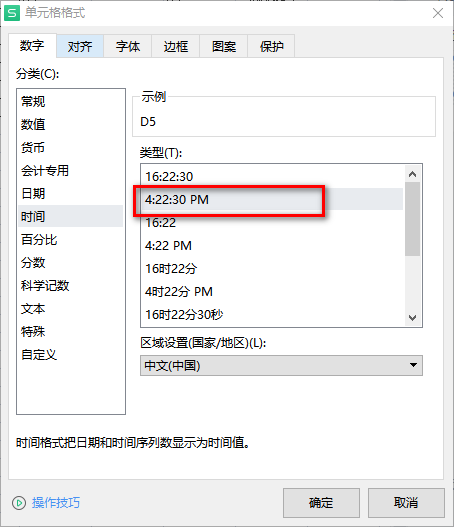 S 单元格格式
数字 对齐 字体 边框 图案 保护
分类(C):
常规
数值
货币
会计专用
日期
时间
百分比
分数
科学记数
文本
特殊
自定义
示例
D5
类型(T):
16:22:30
4:22:30 PM
16:22
4:22 PM
16时22分
4时22分 PM
16时22分30秒
区域设置(国家/地区)(L):
中文(中国)
时间格式把日期和时间序列数显示为时间值。
操作技巧
确定
取消